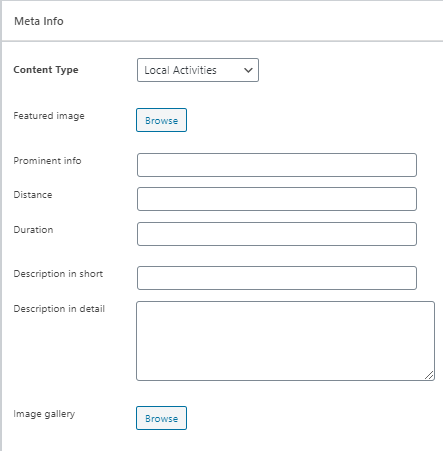 Meta Info
Content Type Local Activities
Featured image Browse
Prominent info
Distance
Duration
Description in short
Description in detail
Image gallery Browse